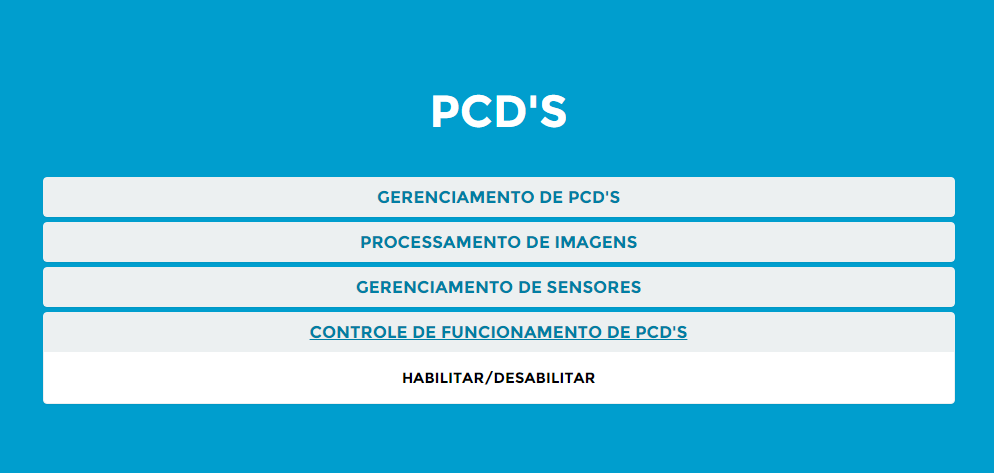 PCD'S
GERENCIAMENTO DE PCD'S
PROCESSAMENTO DE IMAGENS
GERENCIAMENTO DE SENSORES
CONTROLE DE FUNCIONAMENTO DE PCD'S
HABILITAR/DESABILITAR